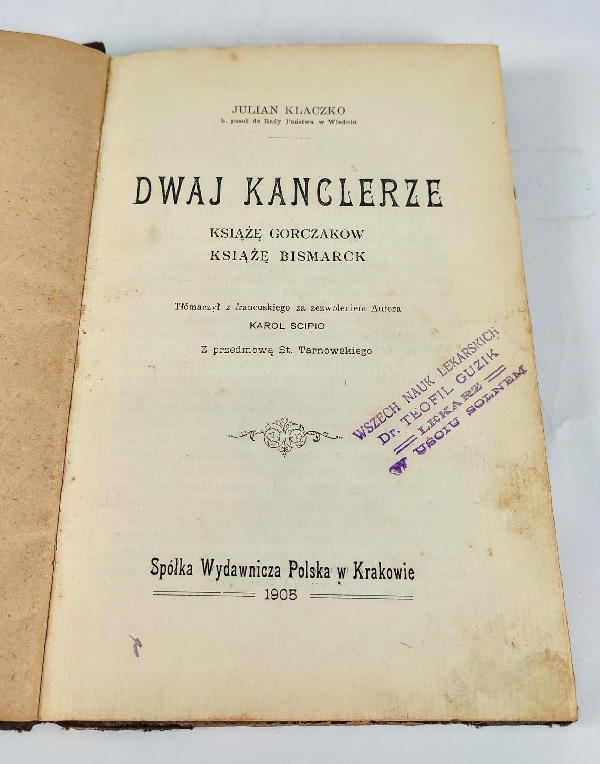 JULIAN KLACZKO
b. poseł do Rady Państwa w Wiedniu
DWAJ KANCLERZE
KSIĄŻĘ GORCZAKOW
KSIĄŻĘ BISMARCK
Tłómaczył z francuskiego za zezwoleniem Autora
KAROL SCIPIO
Z przedmową St. Tarnowskiego
WSZECH NAUK LEKARSKICH
Dr. TEOFIL GUZIK
LEKARZ
W UŚCIU SOLNEM
Spółka Wydawnicza Polska w Krakowie
1905